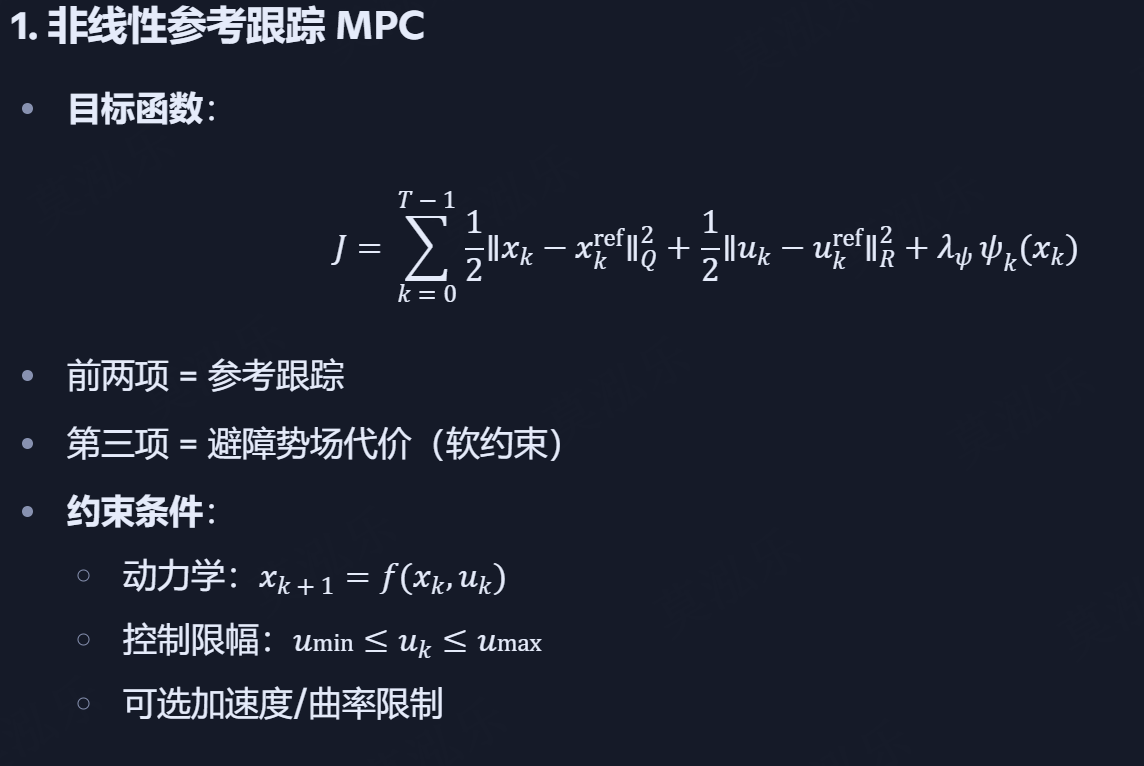 1. 非线性参考跟踪 MPC
• 目标函数：
J = \sum_{k=0}^{T-1} \frac{1}{2}\|x_k - x_k^{\text{ref}}\|_Q^2 + \frac{1}{2}\|u_k - u_k^{\text{ref}}\|_R^2 + \lambda_\psi \psi_k(x_k)
• 前两项 = 参考跟踪
• 第三项 = 避障势场代价（软约束）
• 约束条件：
○ 动力学：x_{k+1} = f(x_k, u_k)
○ 控制限幅：u_{\min} ≤ u_k ≤ u_{\max}
○ 可选加速度/曲率限制